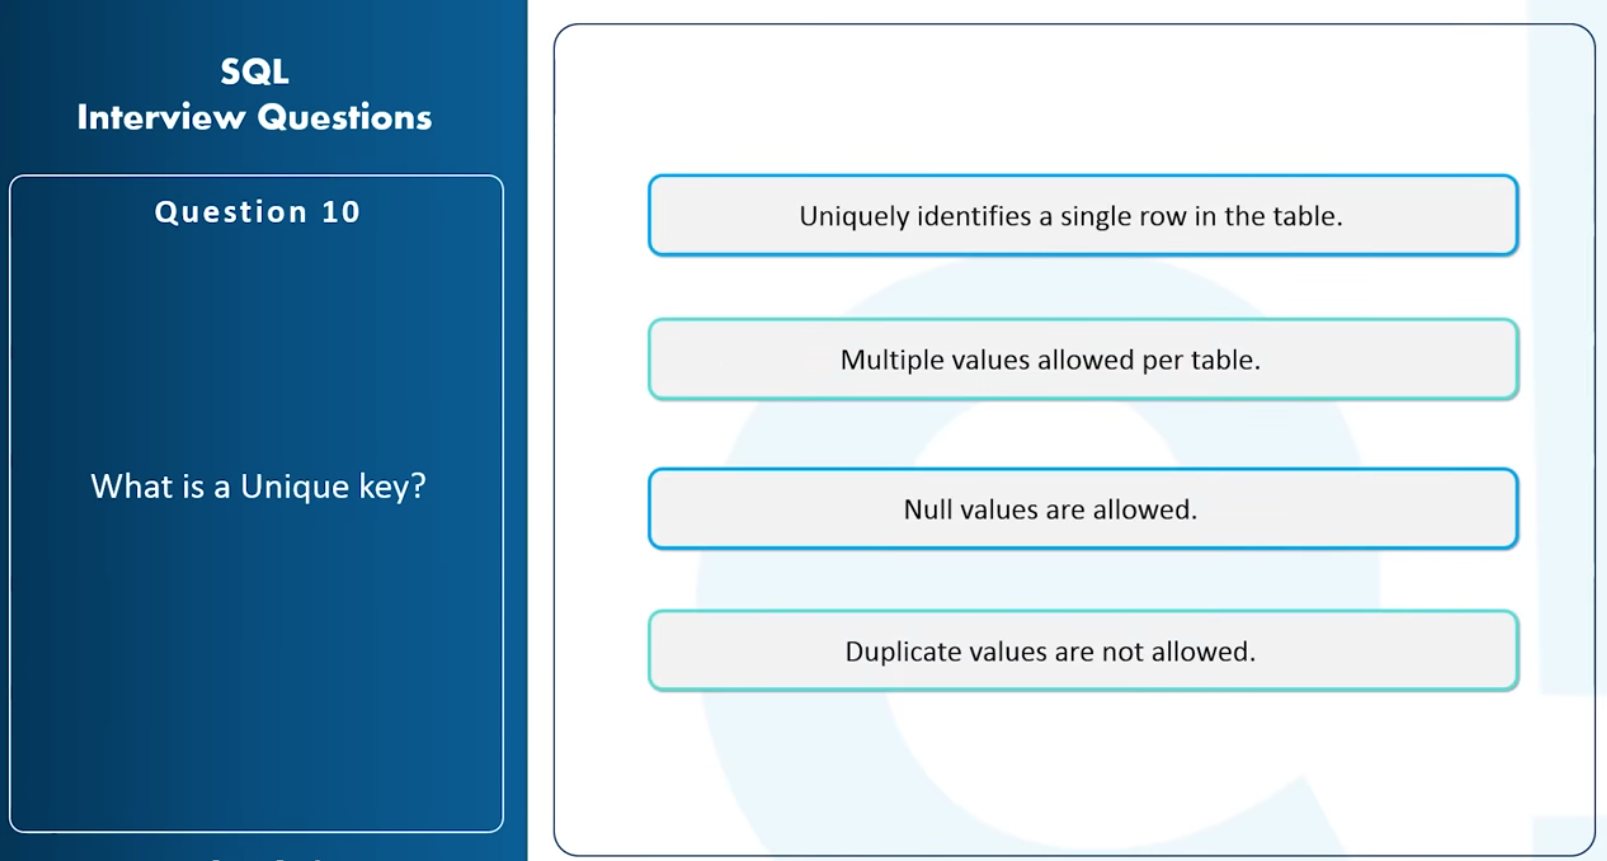 SQL
Interview Questions
Question 10
What is a Unique key?
Uniquely identifies a single row in the table.
Multiple values allowed per table.
Null values are allowed.
Duplicate values are not allowed.